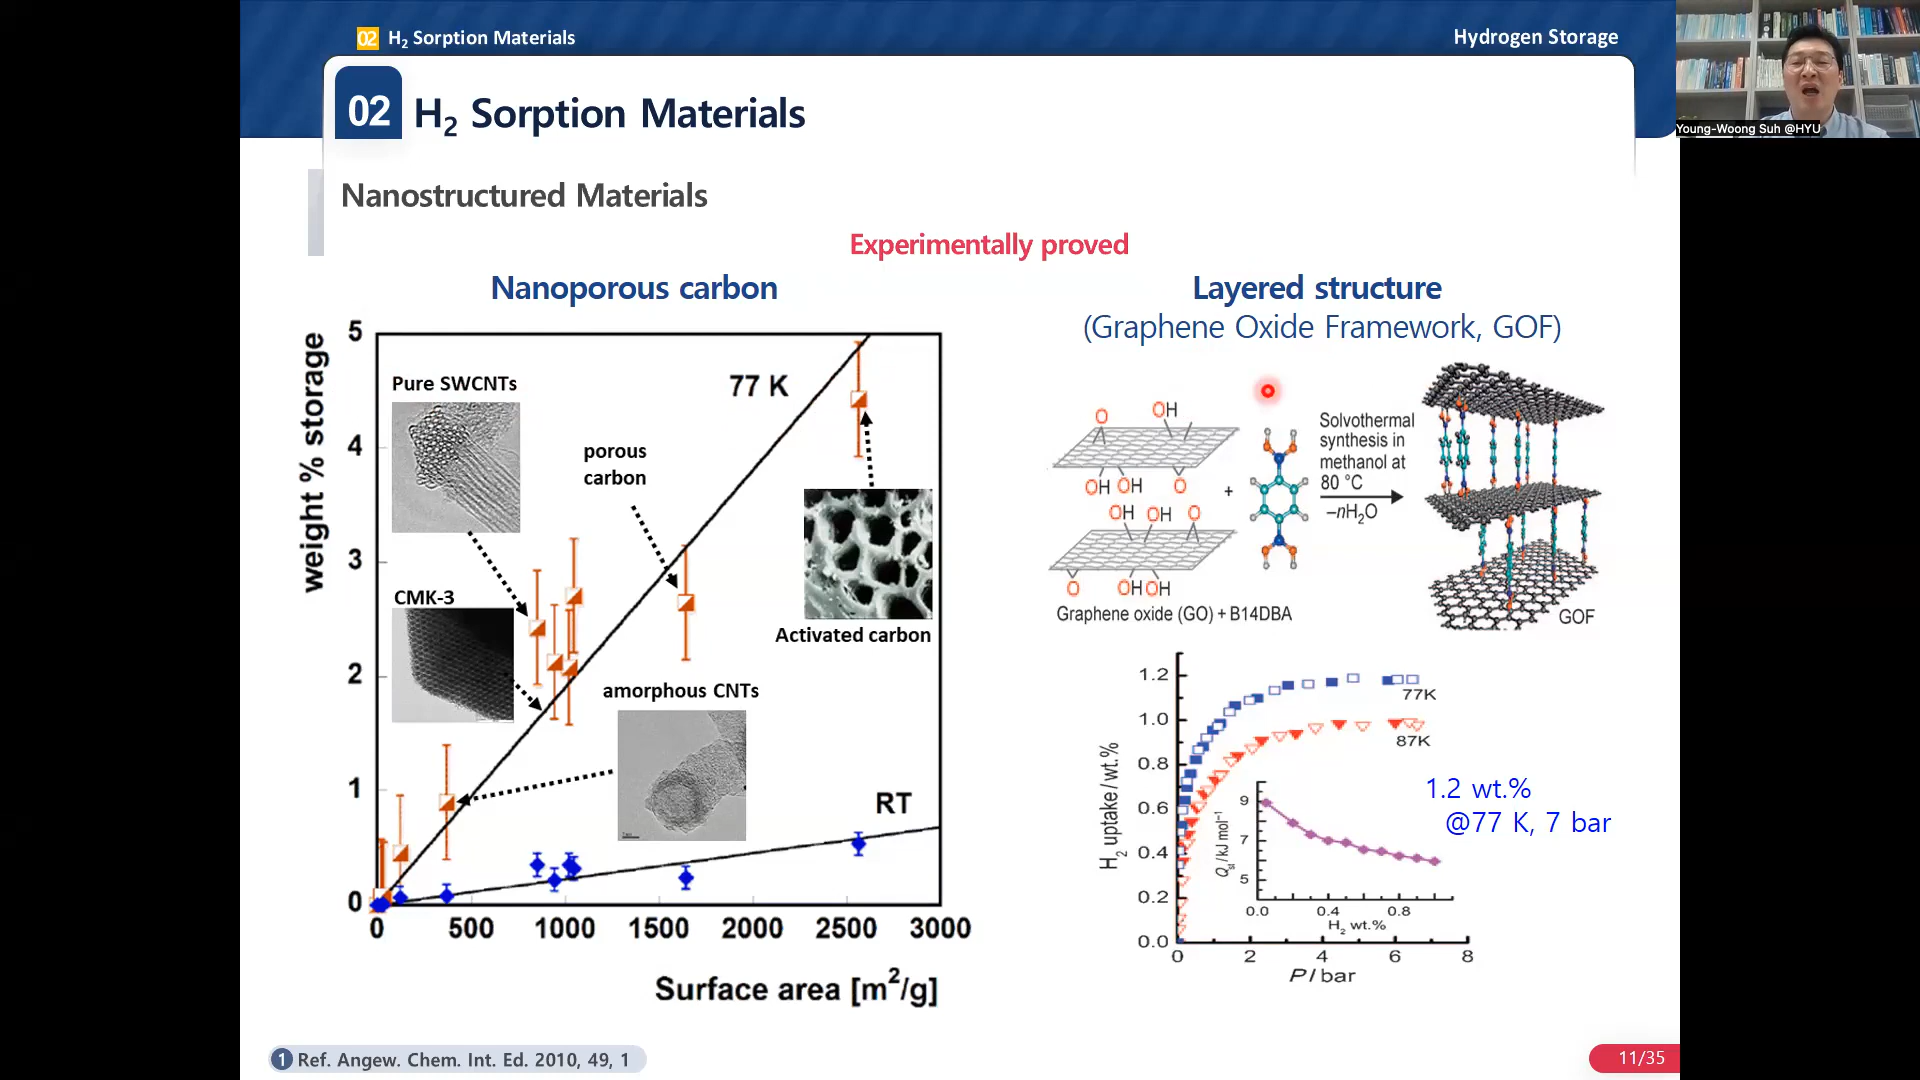 02 H2 Sorption Materials
Hydrogen Storage
Young-Woong Suh @HYU
02 H2 Sorption Materials
Nanostructured Materials
Experimentally proved
Nanoporous carbon
weight % storage
5
4
3
2
1
0
0 500 1000 1500 2000 2500 3000
Surface area [m2/g]
77 K
RT
Pure SWCNTs
CMK-3
porous
carbon
Activated carbon
amorphous CNTs
Layered structure
(Graphene Oxide Framework, GOF)
O OH
OH OH O
+
OH OH O
O OH OH
Graphene oxide (GO) + B14DBA
Solvothermal
synthesis in
methanol at
80 °C
–nH2O
GOF
H2 uptake / wt.%
1.2
1.0
0.8
0.6
0.4
0.2
0.0
0 2 4 6 8
P / bar
77K
87K
Qst / kJ mol–1
9
7
5
0.0 0.4 0.8
H2 wt.%
1.2 wt.%
@77 K, 7 bar
1 Ref. Angew. Chem. Int. Ed. 2010, 49, 1
11/35